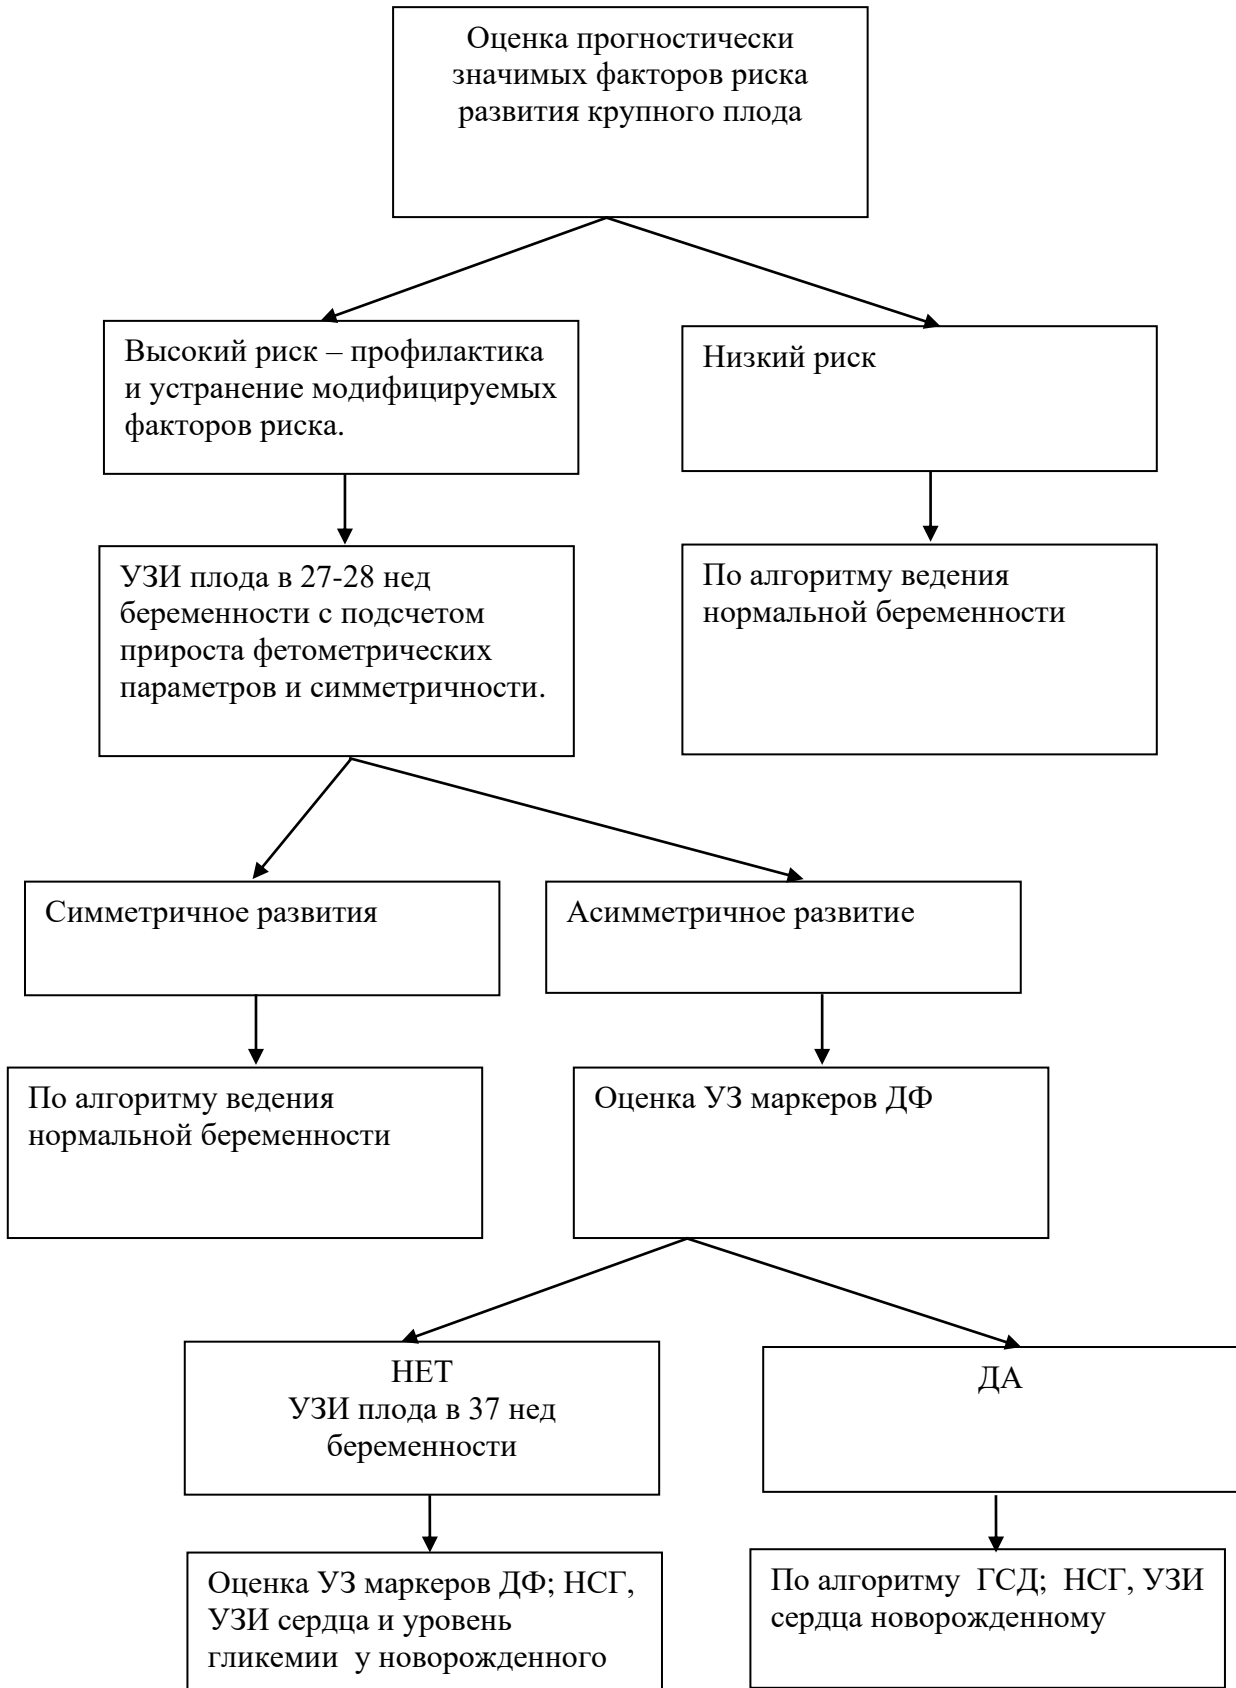 Оценка прогностически
значимых факторов риска
развития крупного плода
Высокий риск – профилактика
и устранение модифицируемых
факторов риска.
Низкий риск
УЗИ плода в 27-28 нед
беременности с подсчетом
прироста фетометрических
параметров и симметричности.
По алгоритму ведения
нормальной беременности
Симметричное развития
Асимметричное развитие
По алгоритму ведения
нормальной беременности
Оценка УЗ маркеров ДФ
НЕТ
УЗИ плода в 37 нед
беременности
ДА
Оценка УЗ маркеров ДФ; НСГ,
УЗИ сердца и уровень
гликемии у новорожденного
По алгоритму ГСД; НСГ, УЗИ
сердца новорожденному